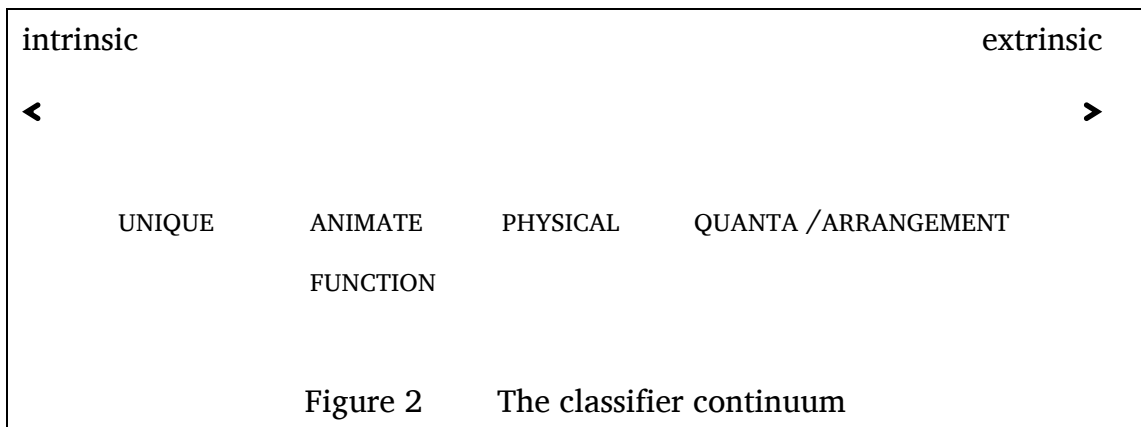 intrinsic extrinsic
< >
UNIQUE ANIMATE PHYSICAL QUANTA /ARRANGEMENT
FUNCTION
Figure 2 The classifier continuum